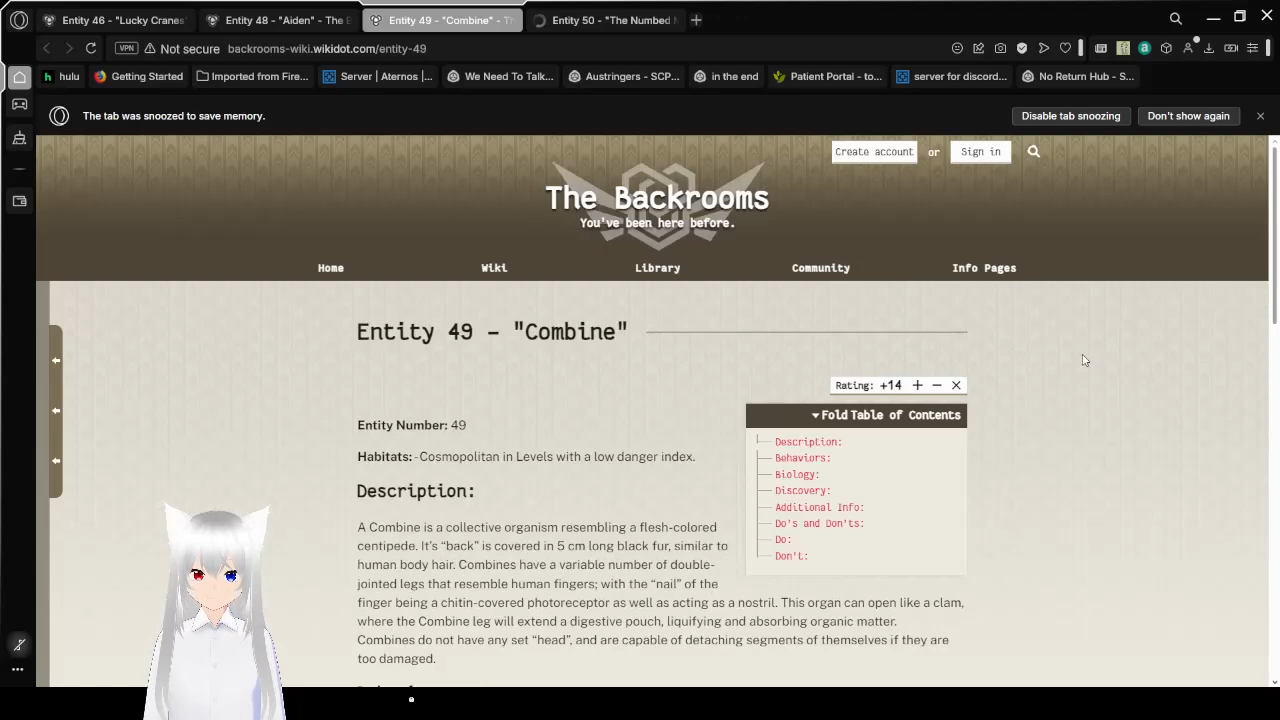 Entity 46 - "Lucky Cranes"
Entity 48 - "Aiden" - The B
Entity 49 - "Combine" - Th
Entity 50 - "The Numbed M
VPN
Not secure
backrooms-wiki.wikidot.com/entity-49
hulu
Getting Started
Imported from Fire...
Server | Aternos |...
We Need To Talk...
Austringers - SCP...
in the end
Patient Portal - to...
server for discord...
No Return Hub - S...
The tab was snoozed to save memory.
Disable tab snoozing
Don't show again
Create account
or
Sign in
The Backrooms
You've been here before.
Home
Wiki
Library
Community
Info Pages
Entity 49 - "Combine"
Rating: +14 + − ×
Fold Table of Contents
Description:
Behaviors:
Biology:
Discovery:
Additional Info:
Do's and Don'ts:
Do:
Don't:
Entity Number: 49
Habitats: - Cosmopolitan in Levels with a low danger index.
Description:
A Combine is a collective organism resembling a flesh-colored
centipede. It's “back” is covered in 5 cm long black fur, similar to
human body hair. Combines have a variable number of double-
jointed legs that resemble human fingers; with the “nail” of the
finger being a chitin-covered photoreceptor as well as acting as a nostril. This organ can open like a clam,
where the Combine leg will extend a digestive pouch, liquifying and absorbing organic matter.
Combines do not have any set “head”, and are capable of detaching segments of themselves if they are
too damaged.